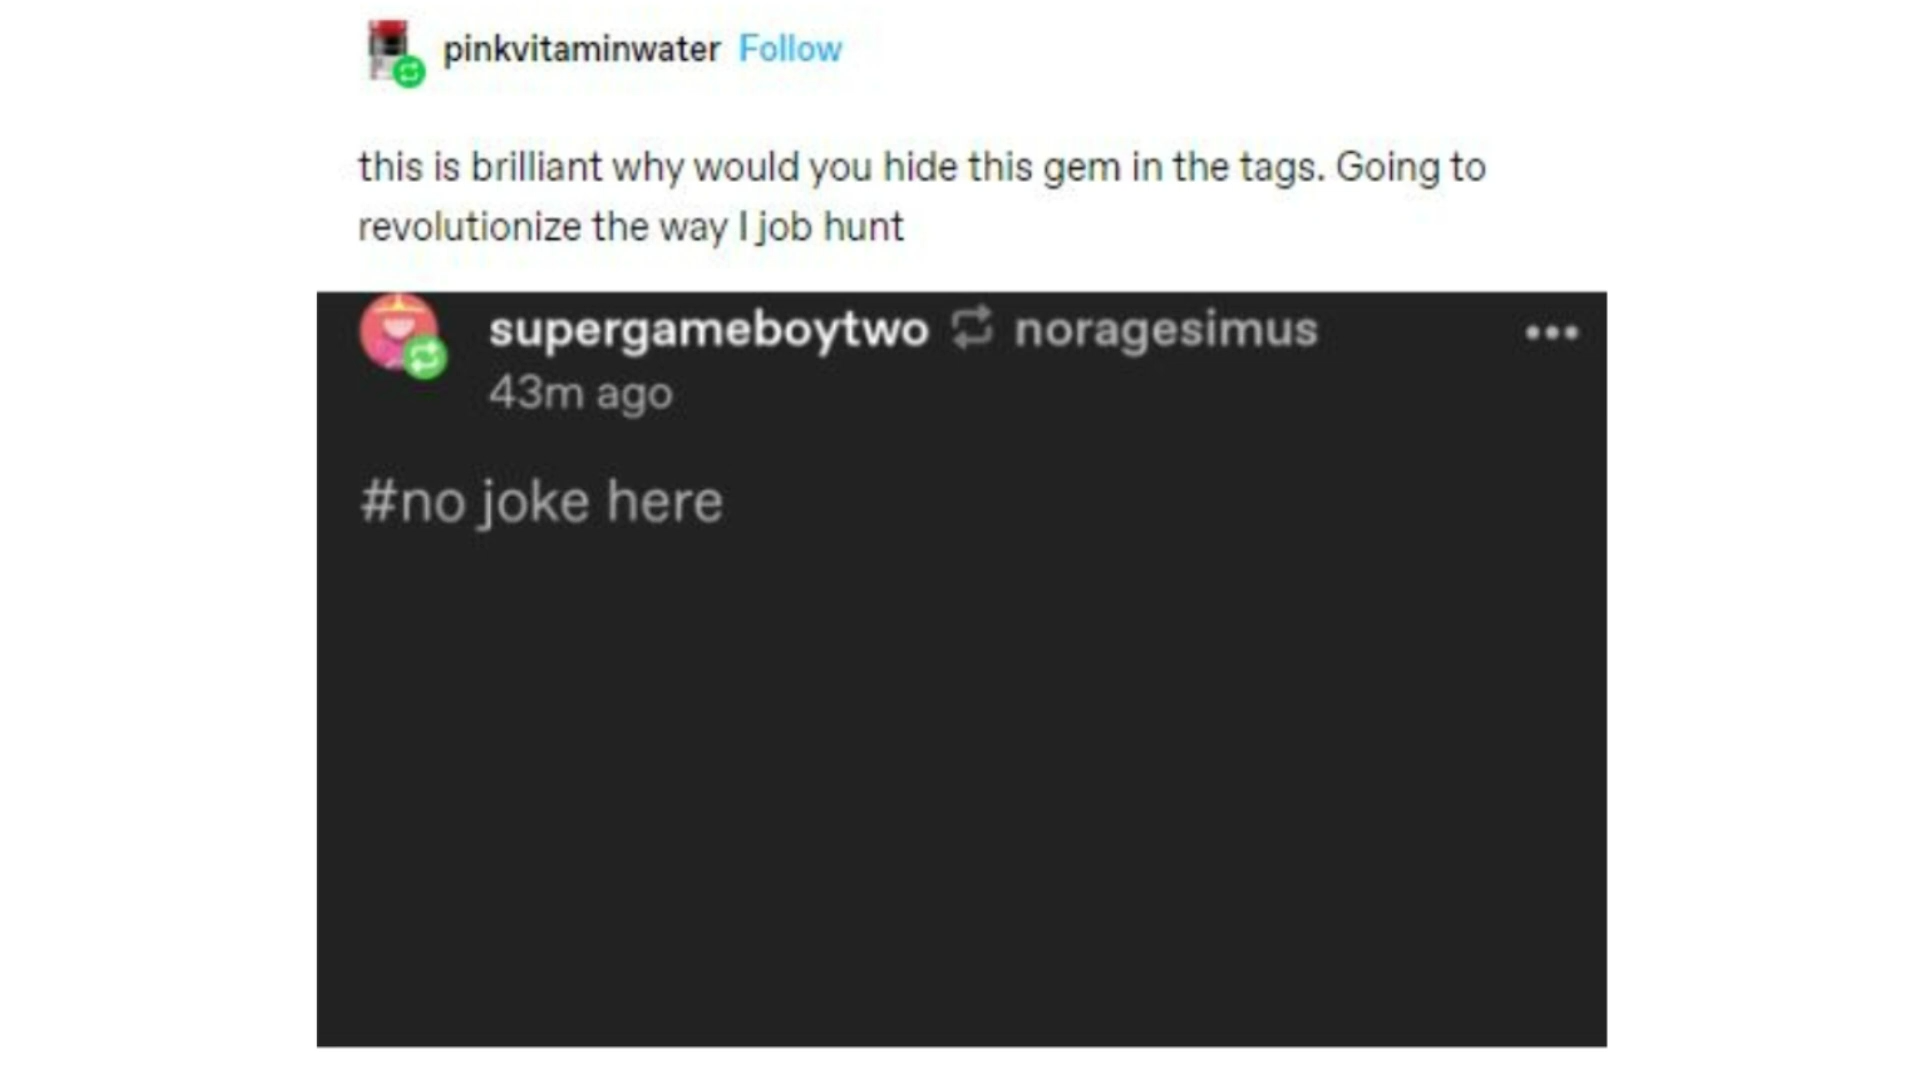 pinkvitaminwater Follow
this is brilliant why would you hide this gem in the tags. Going to
revolutionize the way I job hunt
supergameboytwo noragesimus
43m ago
#no joke here